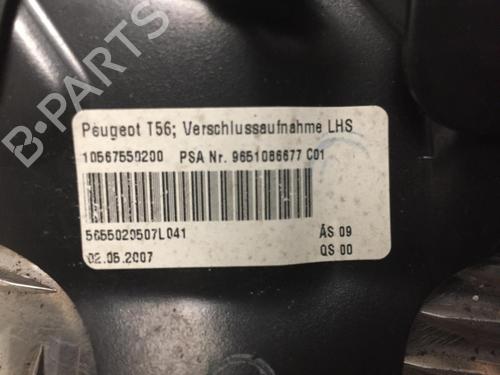 B-PARTS
Peugeot T56; Verschlussaufnahme LHS
10567550200 PSA Nr. 9651086677 C01
5655020507L041 ÄS 09
02.05.2007 QS 00